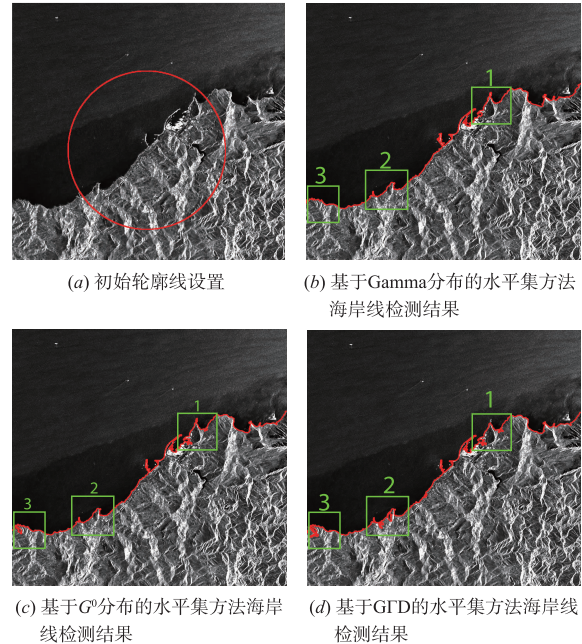 1
2
3
(a) 初始轮廓线设置
(b) 基于Gamma分布的水平集方法
海岸线检测结果
1
2
3
1
2
3
(c) 基于G⁰分布的水平集方法海岸
线检测结果
(d) 基于GΓD的水平集方法海岸线
检测结果